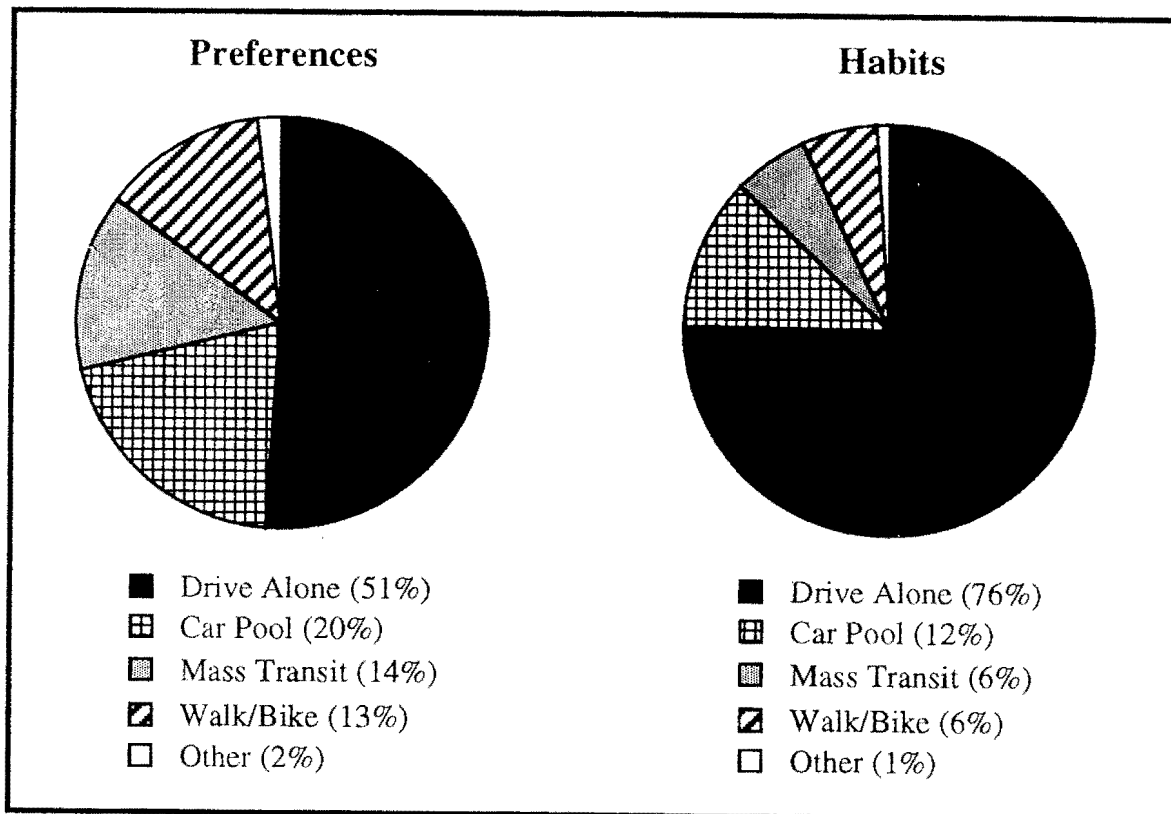 Preferences
Drive Alone (51%)
Car Pool (20%)
Mass Transit (14%)
Walk/Bike (13%)
Other (2%)
Habits
Drive Alone (76%)
Car Pool (12%)
Mass Transit (6%)
Walk/Bike (6%)
Other (1%)